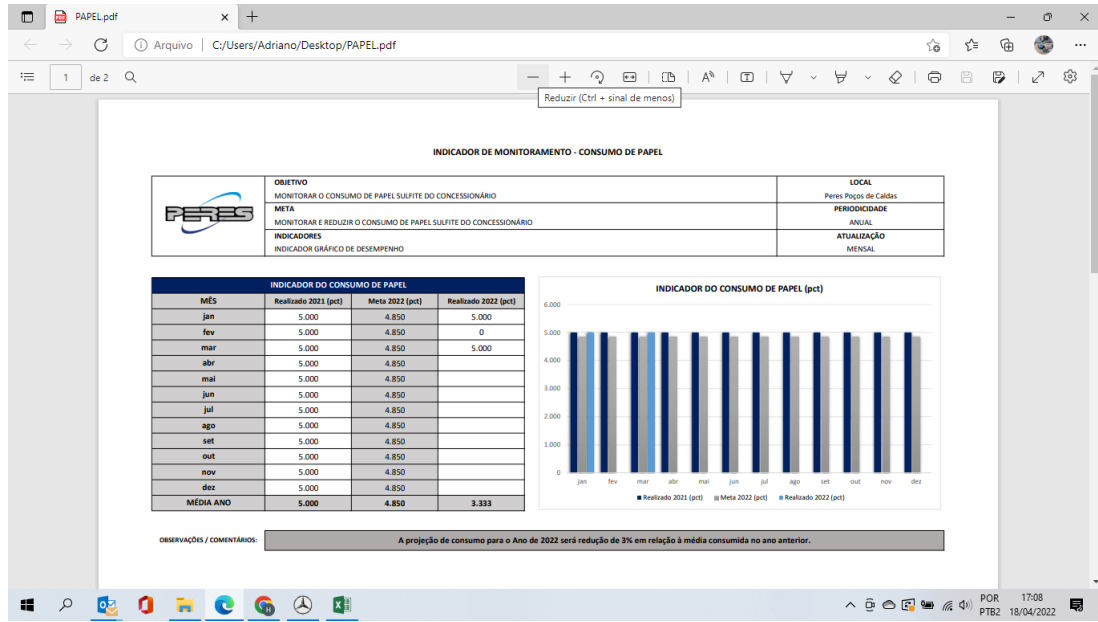 PAPEL.pdf
Arquivo
C:/Users/Adriano/Desktop/PAPEL.pdf
1 de 2
Reduzir (Ctrl + sinal de menos)
INDICADOR DE MONITORAMENTO - CONSUMO DE PAPEL
PERES
OBJETIVO
MONITORAR O CONSUMO DE PAPEL SULFITE DO CONCESSIONÁRIO
META
MONITORAR E REDUZIR O CONSUMO DE PAPEL SULFITE DO CONCESSIONÁRIO
INDICADORES
INDICADOR GRÁFICO DE DESEMPENHO
LOCAL
Peres Poços de Caldas
PERIODICIDADE
ANUAL
ATUALIZAÇÃO
MENSAL
INDICADOR DO CONSUMO DE PAPEL
MÊS Realizado 2021 (pct) Meta 2022 (pct) Realizado 2022 (pct)
jan 5.000 4.850 5.000
fev 5.000 4.850 0
mar 5.000 4.850 5.000
abr 5.000 4.850
mai 5.000 4.850
jun 5.000 4.850
jul 5.000 4.850
ago 5.000 4.850
set 5.000 4.850
out 5.000 4.850
nov 5.000 4.850
dez 5.000 4.850
MÉDIA ANO 5.000 4.850 3.333
INDICADOR DO CONSUMO DE PAPEL (pct)
6.000
5.000
4.000
3.000
2.000
1.000
0
jan fev mar abr mai jun jul ago set out nov dez
Realizado 2021 (pct) Meta 2022 (pct) Realizado 2022 (pct)
OBSERVAÇÕES / COMENTÁRIOS:
A projeção de consumo para o Ano de 2022 será redução de 3% em relação à média consumida no ano anterior.
POR 17:08
PTB2 18/04/2022